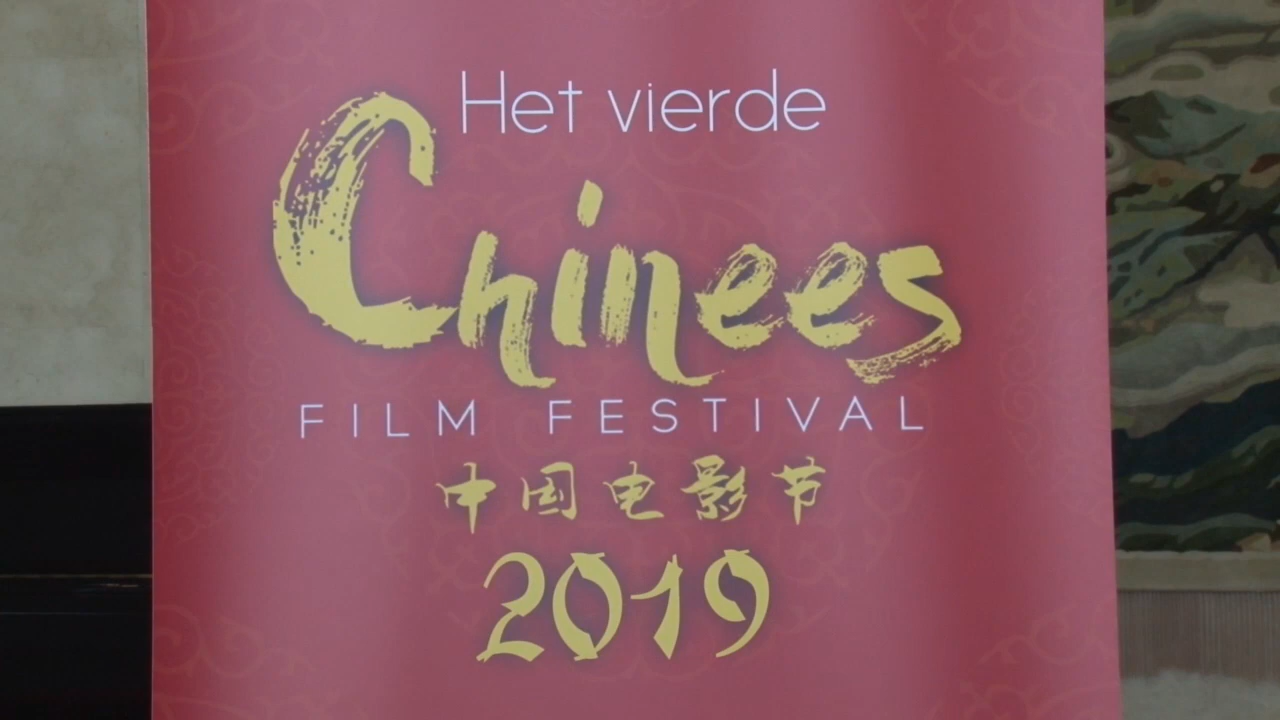 Het vierde
Chinees
FILM FESTIVAL
中国电影节
2019